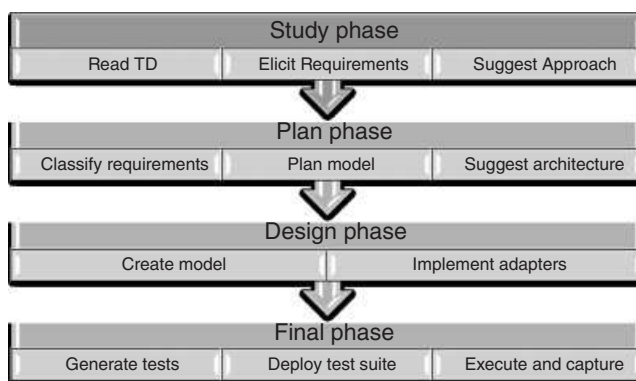 Study phase
Read TD Elicit Requirements Suggest Approach
Plan phase
Classify requirements Plan model Suggest architecture
Design phase
Create model Implement adapters
Final phase
Generate tests Deploy test suite Execute and capture